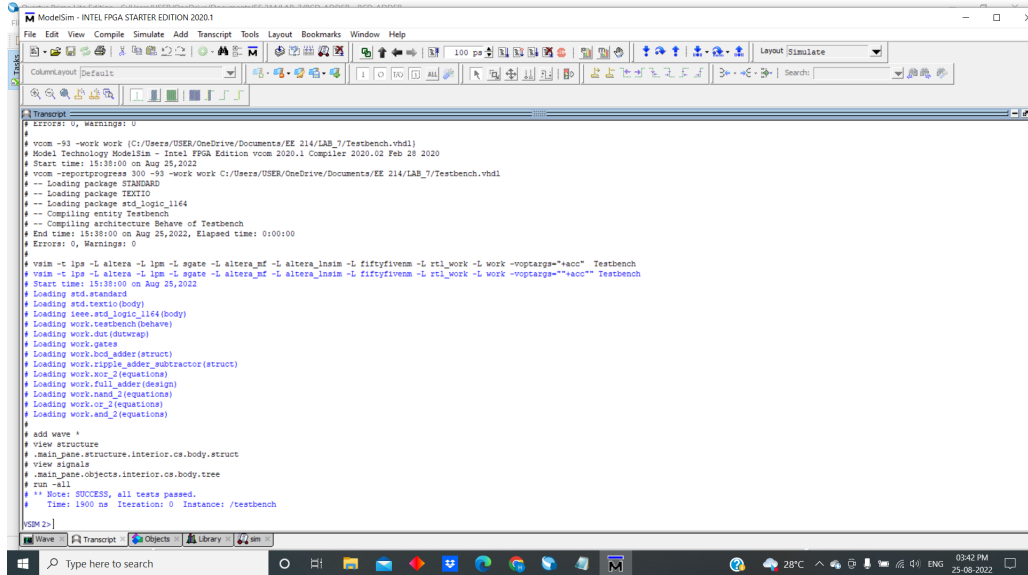 ModelSim - INTEL FPGA STARTER EDITION 2020.1
File Edit View Compile Simulate Add Transcript Tools Layout Bookmarks Window Help
100 ps
Layout Simulate
ColumnLayout Default
Search:
Transcript
# Errors: 0, Warnings: 0
#
# vcom -93 -work work {C:/Users/USER/OneDrive/Documents/EE 214/LAB_7/Testbench.vhdl}
# Model Technology ModelSim - Intel FPGA Edition vcom 2020.1 Compiler 2020.02 Feb 28 2020
# Start time: 15:38:00 on Aug 25,2022
# vcom -reportprogress 300 -93 -work work C:/Users/USER/OneDrive/Documents/EE 214/LAB_7/Testbench.vhdl
# -- Loading package STANDARD
# -- Loading package TEXTIO
# -- Loading package std_logic_1164
# -- Compiling entity Testbench
# -- Compiling architecture Behave of Testbench
# End time: 15:38:00 on Aug 25,2022, Elapsed time: 0:00:00
# Errors: 0, Warnings: 0
#
# vsim -t 1ps -L altera -L lpm -L sgate -L altera_mf -L altera_lnsim -L fiftyfivenm -L rtl_work -L work -voptargs="+acc"  Testbench
# vsim -t 1ps -L altera -L lpm -L sgate -L altera_mf -L altera_lnsim -L fiftyfivenm -L rtl_work -L work -voptargs=""+acc"" Testbench
# Start time: 15:38:00 on Aug 25,2022
# Loading std.standard
# Loading std.textio(body)
# Loading ieee.std_logic_1164(body)
# Loading work.testbench(behave)
# Loading work.dut(dutwrap)
# Loading work.gates
# Loading work.bcd_adder(struct)
# Loading work.ripple_adder_subtractor(struct)
# Loading work.xor_2(equations)
# Loading work.full_adder(design)
# Loading work.nand_2(equations)
# Loading work.or_2(equations)
# Loading work.and_2(equations)
#
# add wave *
# view structure
# .main_pane.structure.interior.cs.body.struct
# view signals
# .main_pane.objects.interior.cs.body.tree
# run -all
# ** Note: SUCCESS, all tests passed.
#    Time: 1900 ns  Iteration: 0  Instance: /testbench
VSIM 2>
Wave Transcript Objects Library sim
Type here to search
28°C
ENG
03:42 PM
25-08-2022